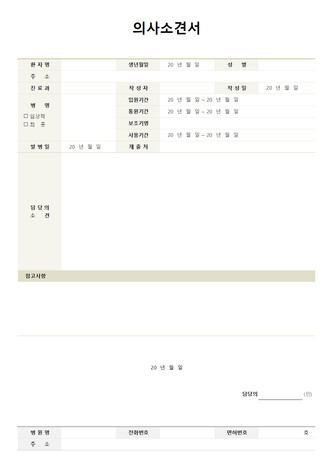 의사소견서
환 자 명 생년월일 20 년 월 일 성 별
주 소
진 료 과 작 성 자 작 성 일 20 년 월 일
병 명 입원기간 20 년 월 일 ~ 20 년 월 일
통원기간 20 년 월 일 ~ 20 년 월 일
□ 임상적
□ 최 종 보조기명
사용기간 20 년 월 일 ~ 20 년 월 일
발 병 일 20 년 월 일 제 출 처
담 당 의
소 견
참고사항
20 년 월 일
담당의 (인)
병 원 명 전화번호 면허번호 호
주 소